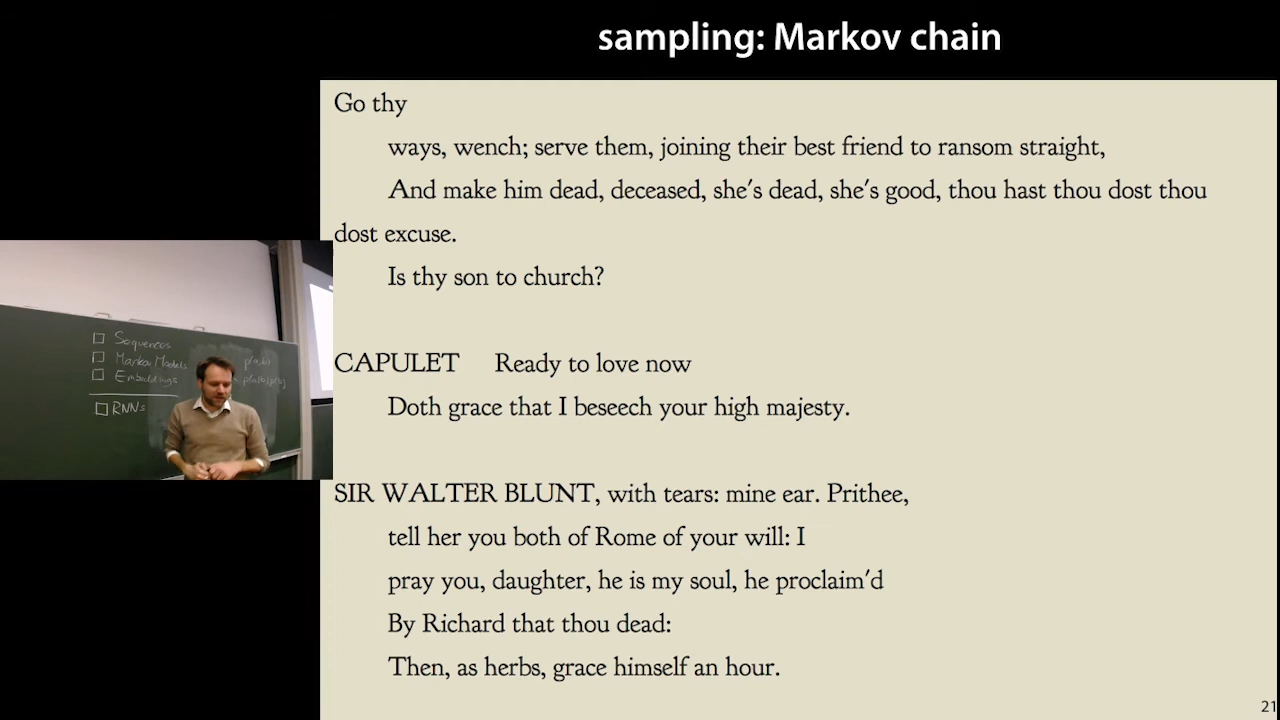 sampling: Markov chain
Go thy
ways, wench; serve them, joining their best friend to ransom straight,
And make him dead, deceased, she's dead, she's good, thou hast thou dost thou
dost excuse.
Is thy son to church?
CAPULET Ready to love now
Doth grace that I beseech your high majesty.
SIR WALTER BLUNT, with tears: mine ear. Prithee,
tell her you both of Rome of your will: I
pray you, daughter, he is my soul, he proclaim'd
By Richard that thou dead:
Then, as herbs, grace himself an hour.
21
Sequences
Markov Models
Embeddings
RNNs